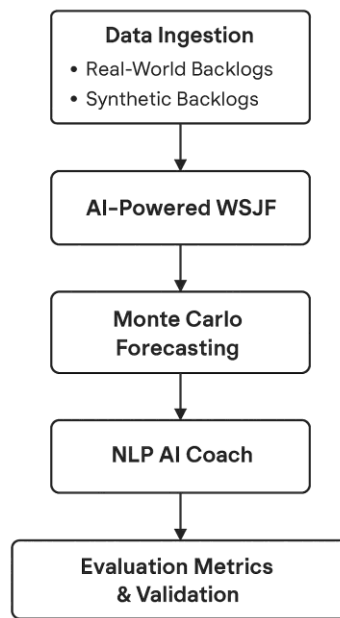 Data Ingestion
• Real-World Backlogs
• Synthetic Backlogs
AI-Powered WSJF
Monte Carlo
Forecasting
NLP AI Coach
Evaluation Metrics
& Validation